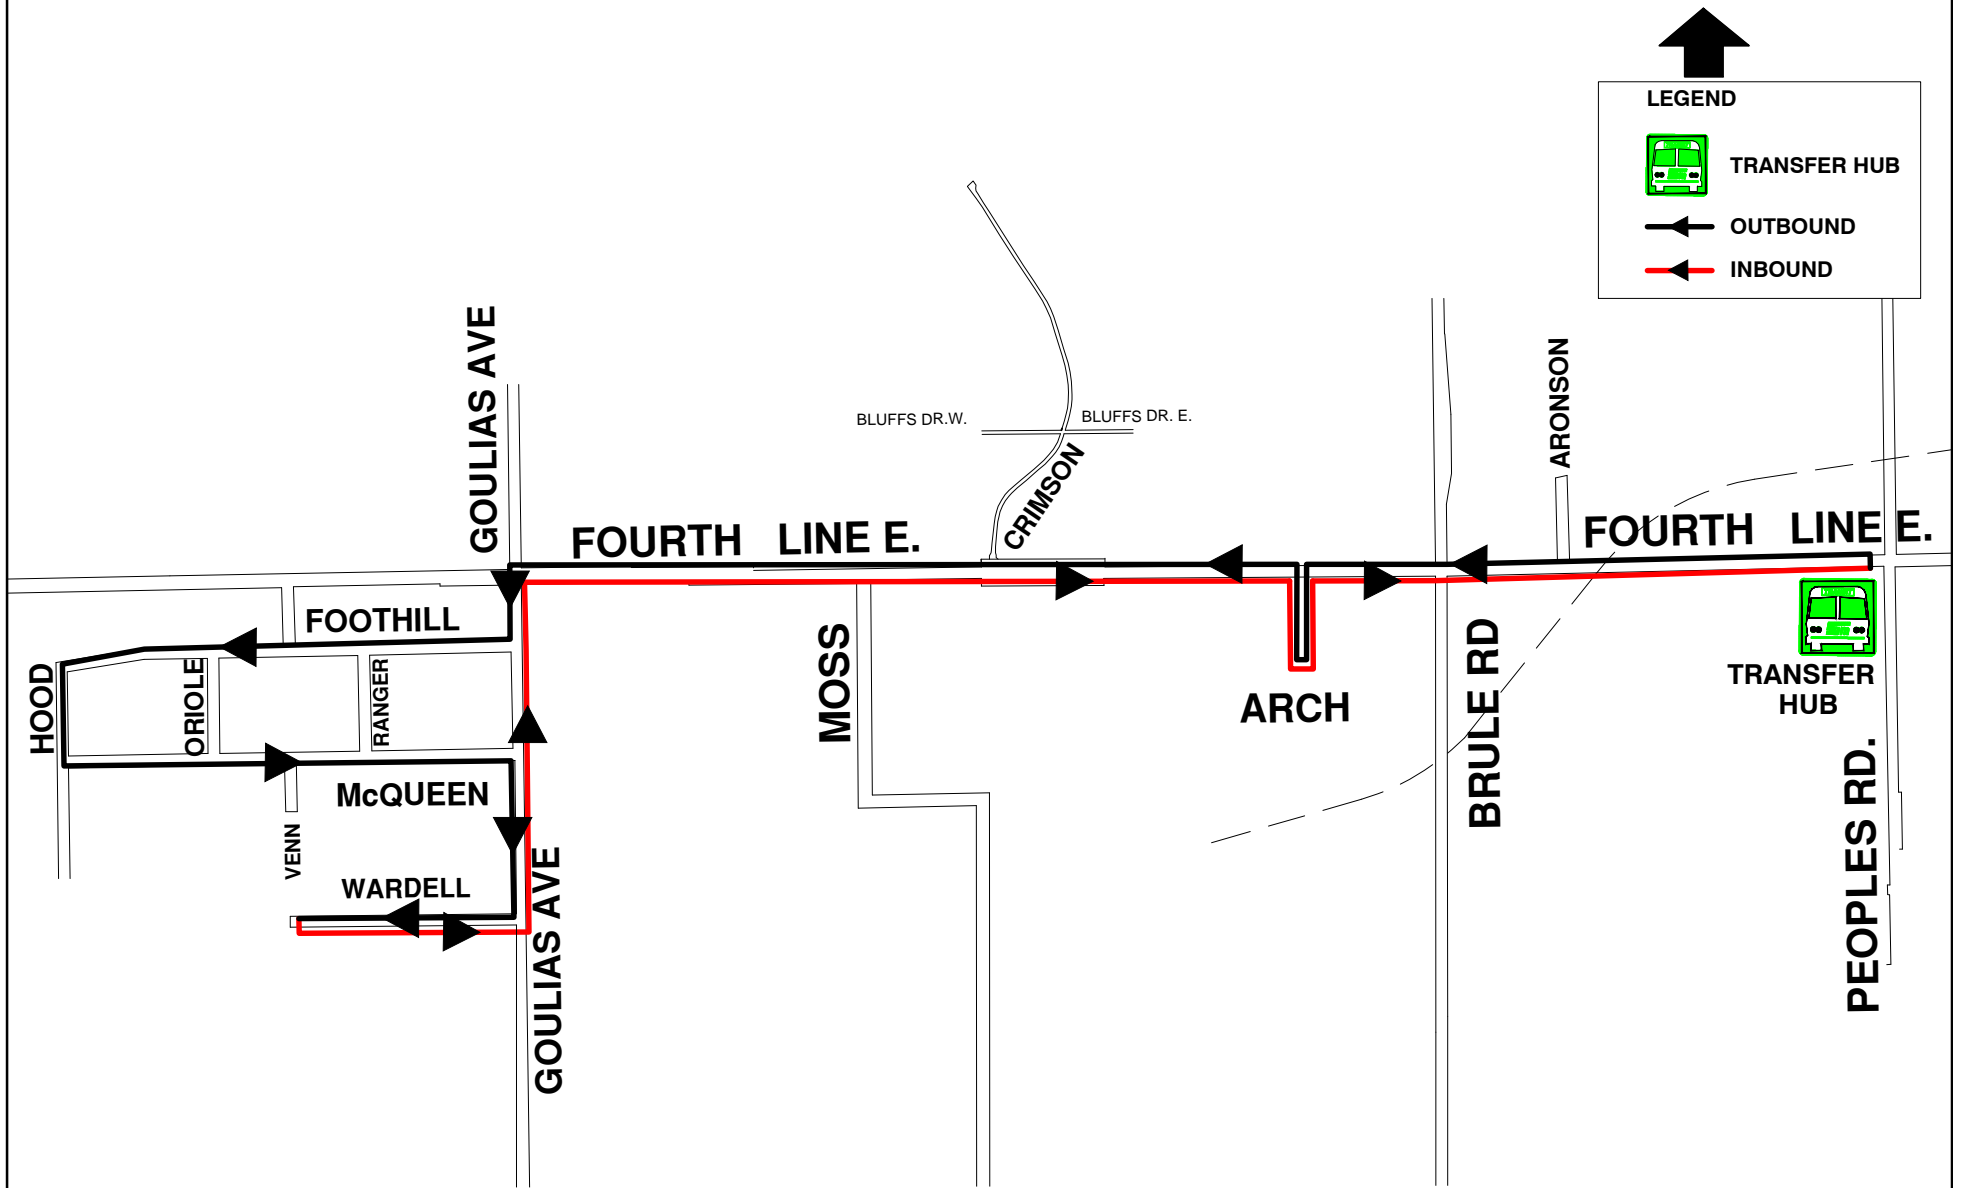 LEGEND
TRANSFER HUB
OUTBOUND
INBOUND
GOULIAS AVE
ARONSON
BLUFFS DR.W.
BLUFFS DR. E.
CRIMSON
FOURTH LINE E.
FOURTH LINE E.
FOOTHILL
HOOD
ORIOLE
RANGER
MOSS
ARCH
BRULE RD
TRANSFER
HUB
McQUEEN
VENN
WARDELL
GOULIAS AVE
PEOPLES RD.